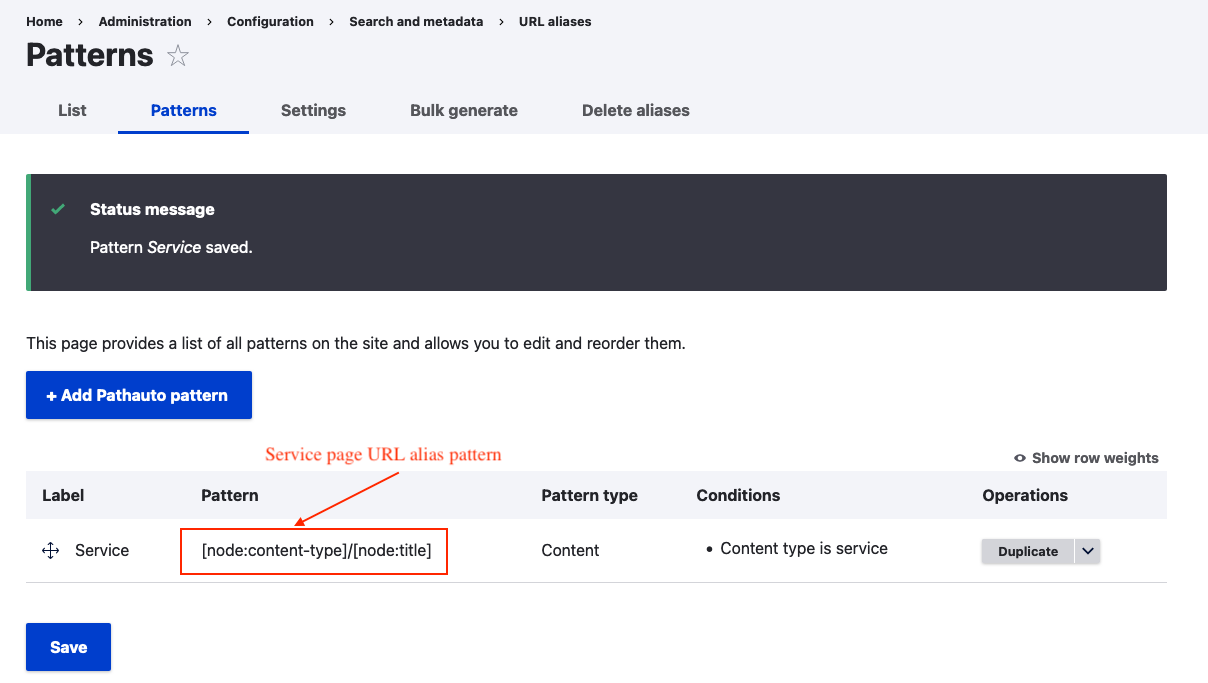 Home > Administration > Configuration > Search and metadata > URL aliases
Patterns
List Patterns Settings Bulk generate Delete aliases
Status message
Pattern Service saved.
This page provides a list of all patterns on the site and allows you to edit and reorder them.
+ Add Pathauto pattern
Service page URL alias pattern
Show row weights
Label Pattern Pattern type Conditions Operations
Service [node:content-type]/[node:title] Content • Content type is service Duplicate
Save